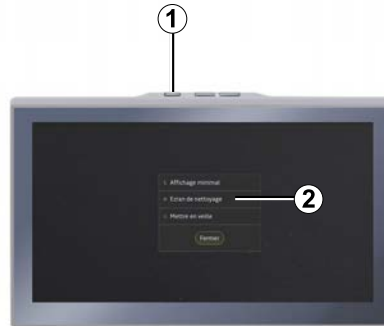 1
Affichage minimal
Ecran de nettoyage
2
Mettre en veille
Fermer